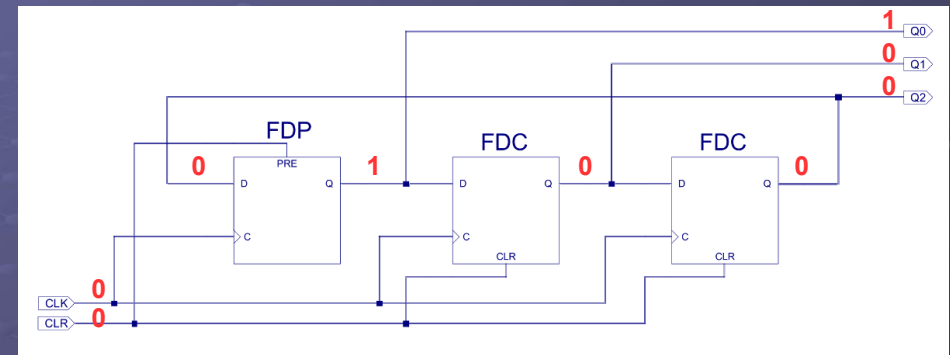 1 Q0
0 Q1
0 Q2
FDP FDC FDC
PRE
0 D Q 1 D Q 0 D Q 0
C C C
CLR CLR
CLK 0
CLR 0